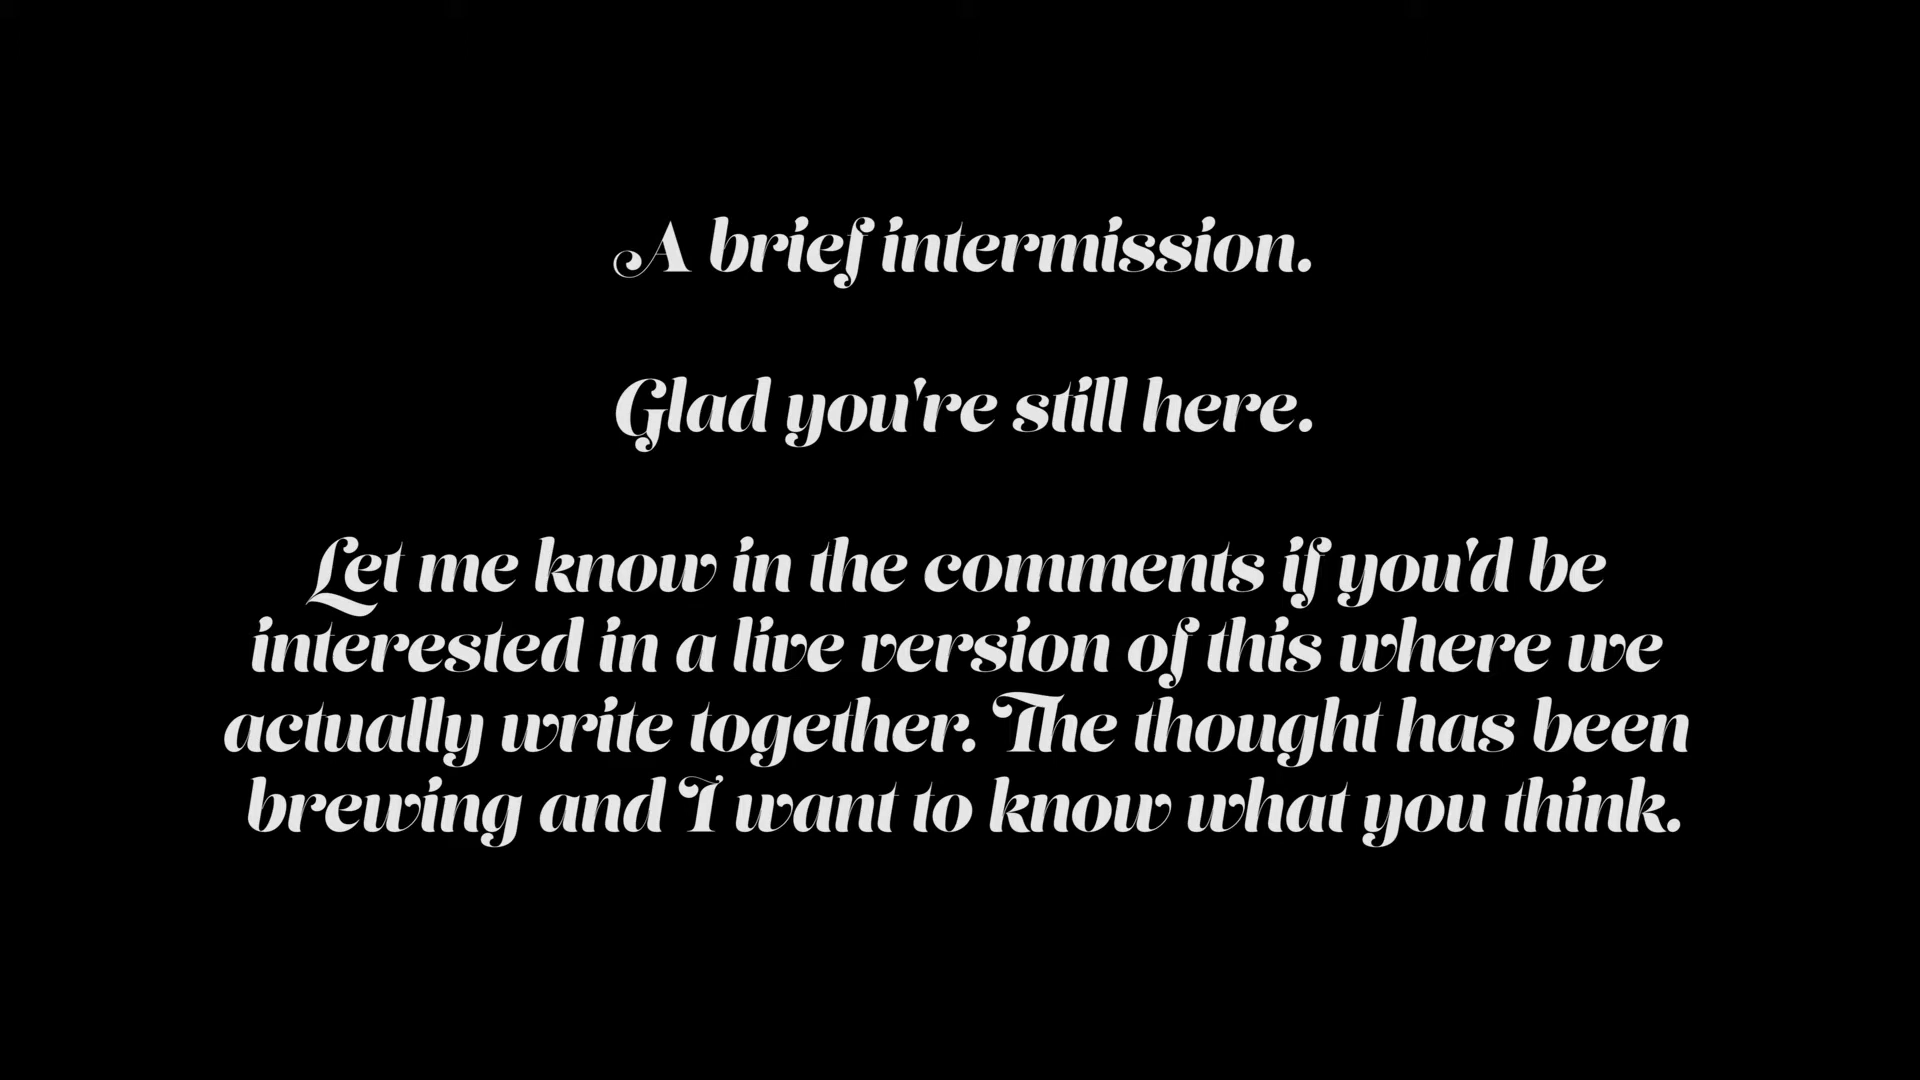 A brief intermission.
Glad you're still here.
Let me know in the comments if you'd be
interested in a live version of this where we
actually write together. The thought has been
brewing and I want to know what you think.